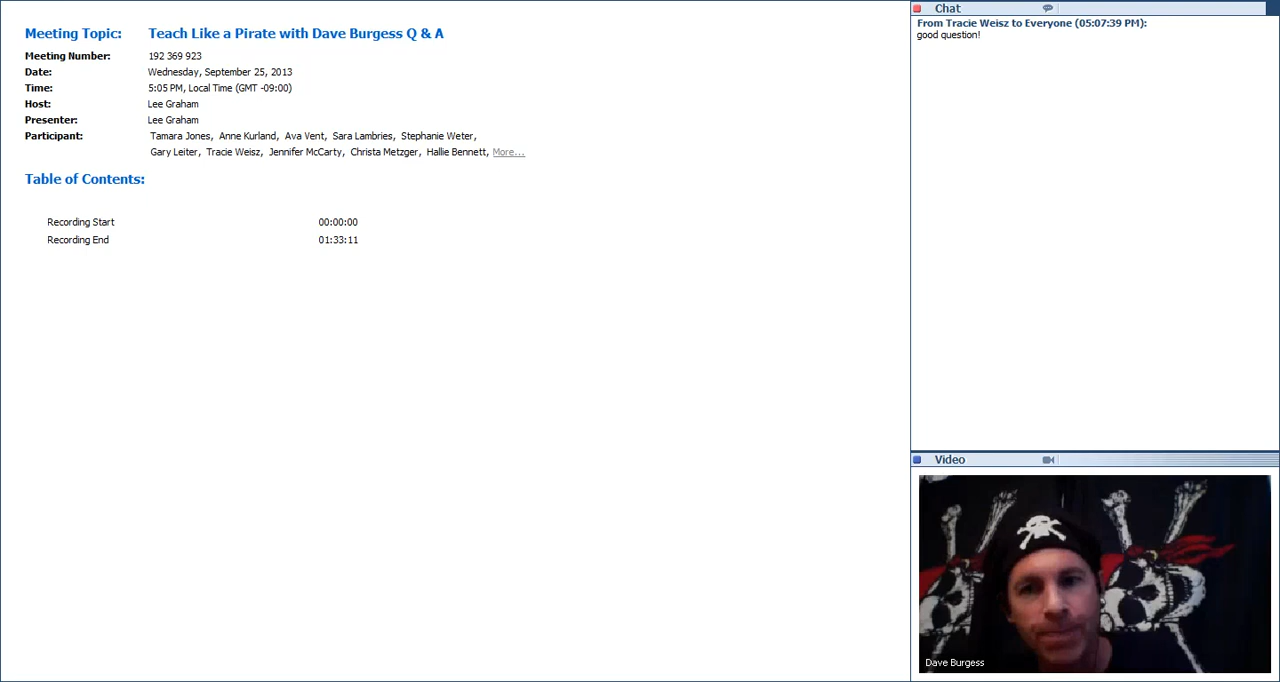 Meeting Topic: Teach Like a Pirate with Dave Burgess Q & A
Meeting Number: 192 369 923
Date: Wednesday, September 25, 2013
Time: 5:05 PM, Local Time (GMT -09:00)
Host: Lee Graham
Presenter: Lee Graham
Participant: Tamara Jones, Anne Kurland, Ava Vent, Sara Lambries, Stephanie Weter,
Gary Leiter, Tracie Weisz, Jennifer McCarty, Christa Metzger, Hallie Bennett, More...
Table of Contents:
Recording Start 00:00:00
Recording End 01:33:11
Chat
From Tracie Weisz to Everyone (05:07:39 PM):
good question!
Video
Dave Burgess